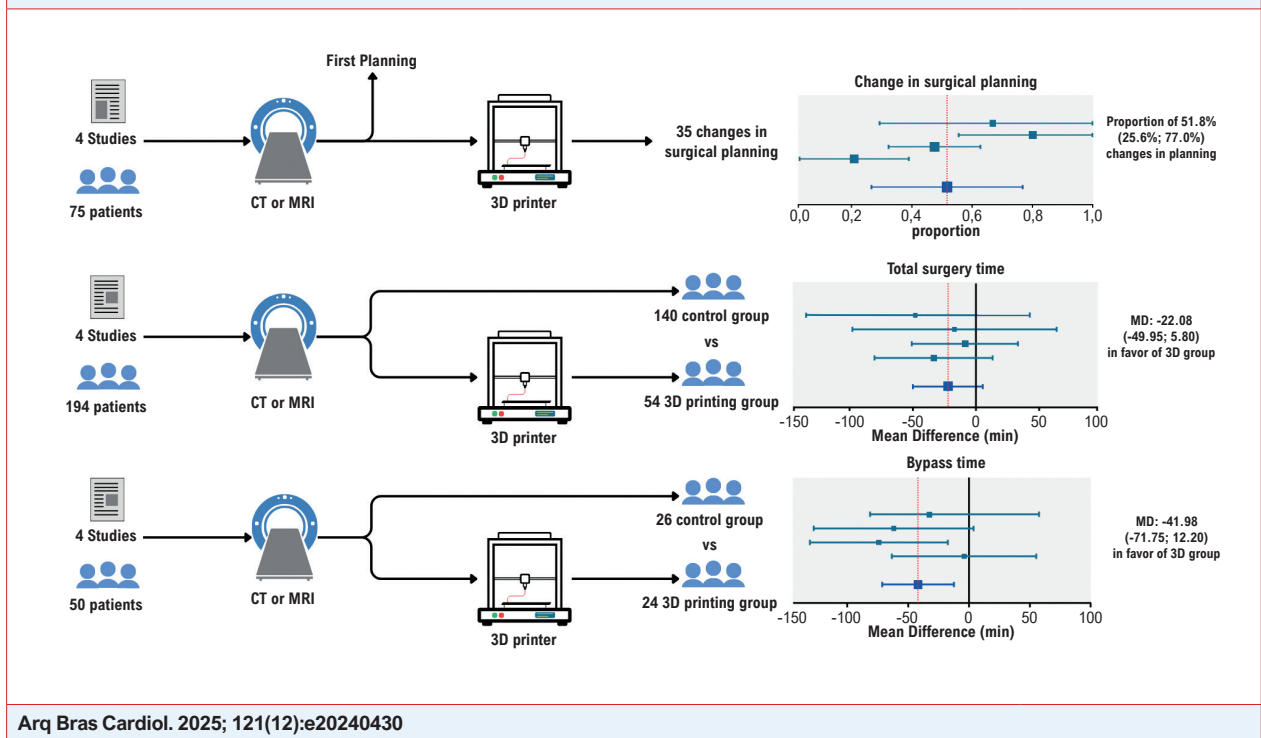 First Planning
4 Studies
75 patients
CT or MRI
3D printer
35 changes in
surgical planning
Change in surgical planning
0,0 0,2 0,4 0,6 0,8 1,0
proportion
Proportion of 51.8%
(25.6%; 77.0%)
changes in planning
4 Studies
194 patients
CT or MRI
3D printer
140 control group
vs
54 3D printing group
Total surgery time
-150 -100 -50 0 50 100
Mean Difference (min)
MD: -22.08
(-49.95; 5.80)
in favor of 3D group
4 Studies
50 patients
CT or MRI
3D printer
26 control group
vs
24 3D printing group
Bypass time
-150 -100 -50 0 50 100
Mean Difference (min)
MD: -41.98
(-71.75; 12.20)
in favor of 3D group
Arq Bras Cardiol. 2025; 121(12):e20240430